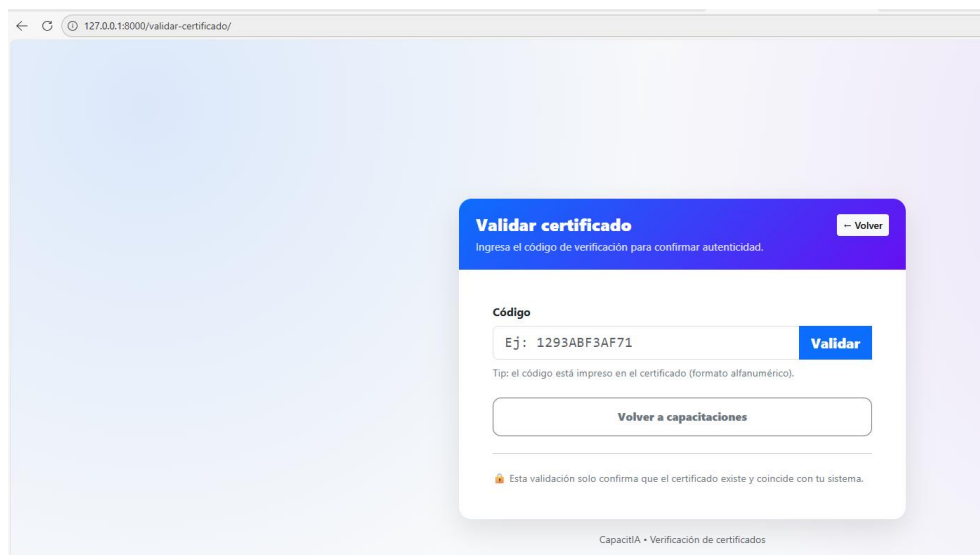 127.0.0.1:8000/validar-certificado/
Validar certificado
← Volver
Ingresa el código de verificación para confirmar autenticidad.
Código
Ej: 1293ABF3AF71
Validar
Tip: el código está impreso en el certificado (formato alfanumérico).
Volver a capacitaciones
Esta validación solo confirma que el certificado existe y coincide con tu sistema.
CapacitIA • Verificación de certificados